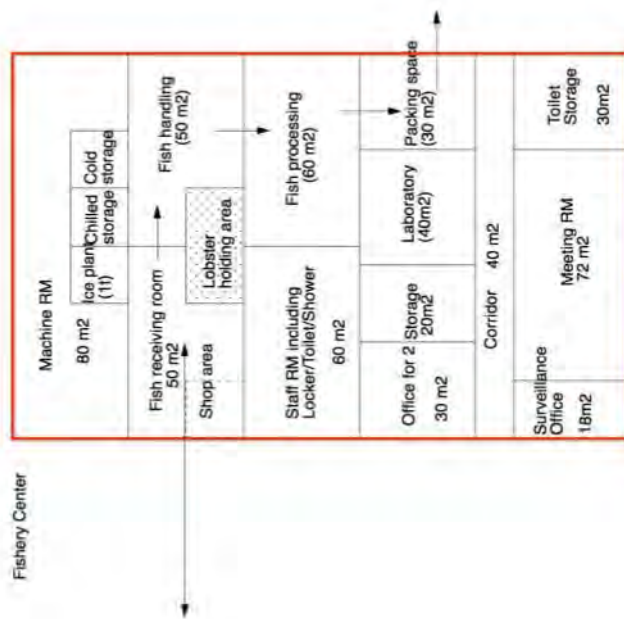 Fishery Center
Machine RM
80 m2
Ice plant
(1t)
Chilled
storage
Cold
storage
Fish receiving room
50 m2
Fish handling
(50 m2)
Shop area
Lobster
holding area
Staff RM including
Locker/Toilet/Shower
60 m2
Fish processing
(60 m2)
Office for 2
30 m2
Storage
20m2
Laboratory
(40m2)
Packing space
(30 m2)
Corridor
40 m2
Surveillance
Office
18m2
Meeting RM
72 m2
Toilet
Storage
30m2